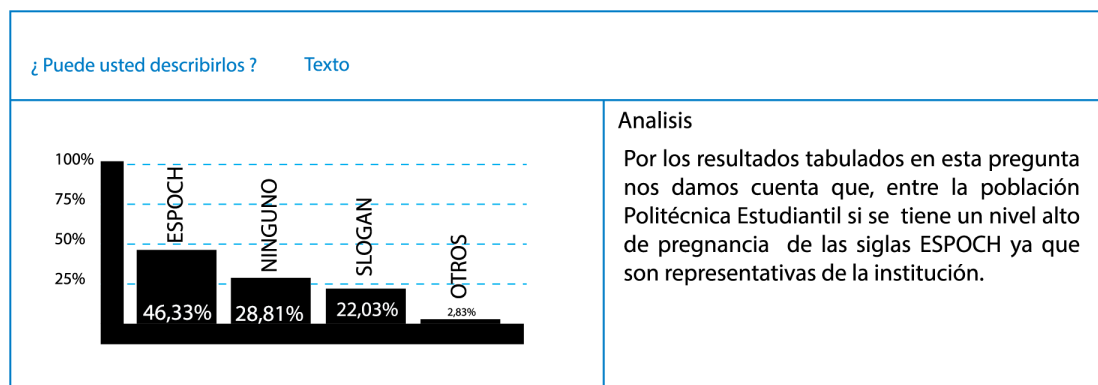 ¿ Puede usted describirlos ? Texto
100%
75%
50%
25%
ESPOCH
NINGUNO
SLOGAN
OTROS
46,33%
28,81%
22,03%
2,83%
Analisis
Por los resultados tabulados en esta pregunta
nos damos cuenta que, entre la población
Politécnica Estudiantil si se tiene un nivel alto
de pregnancia de las siglas ESPOCH ya que
son representativas de la institución.